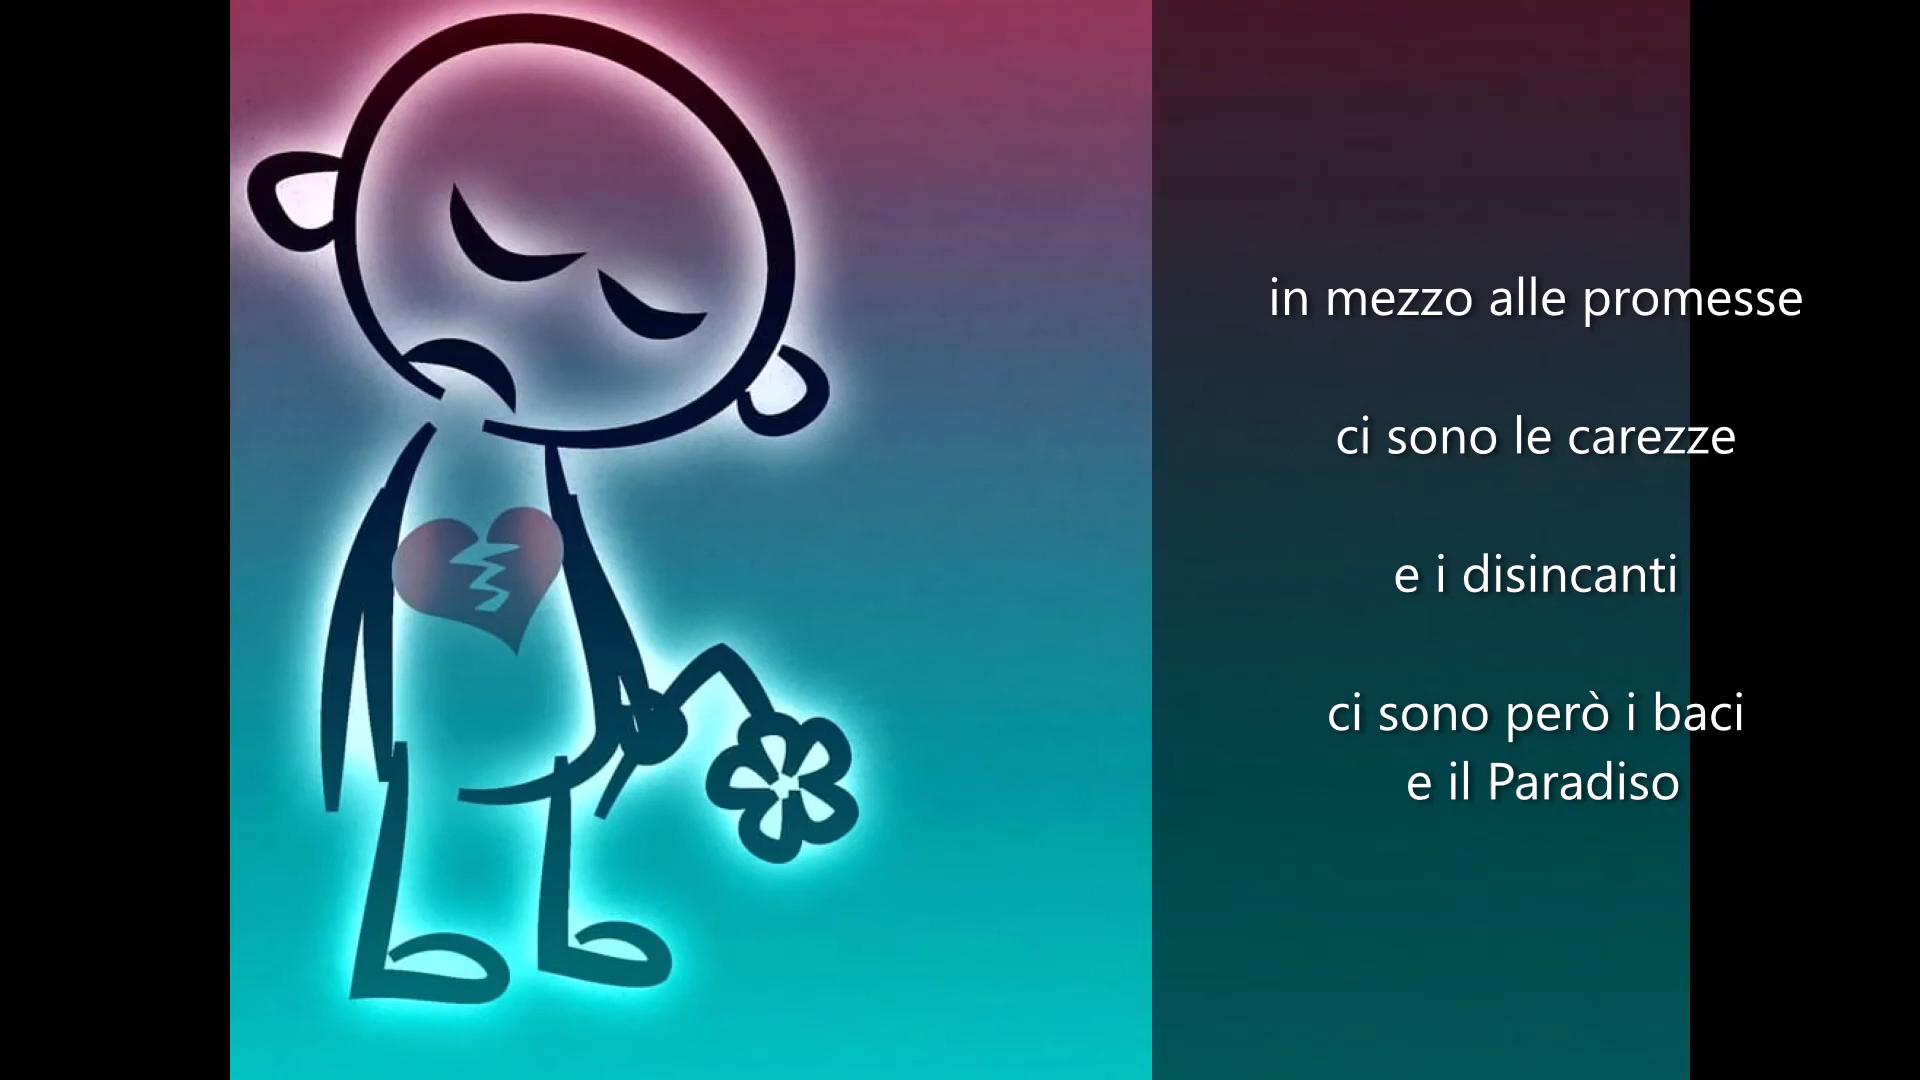 in mezzo alle promesse
ci sono le carezze
e i disincanti
ci sono però i baci
e il Paradiso